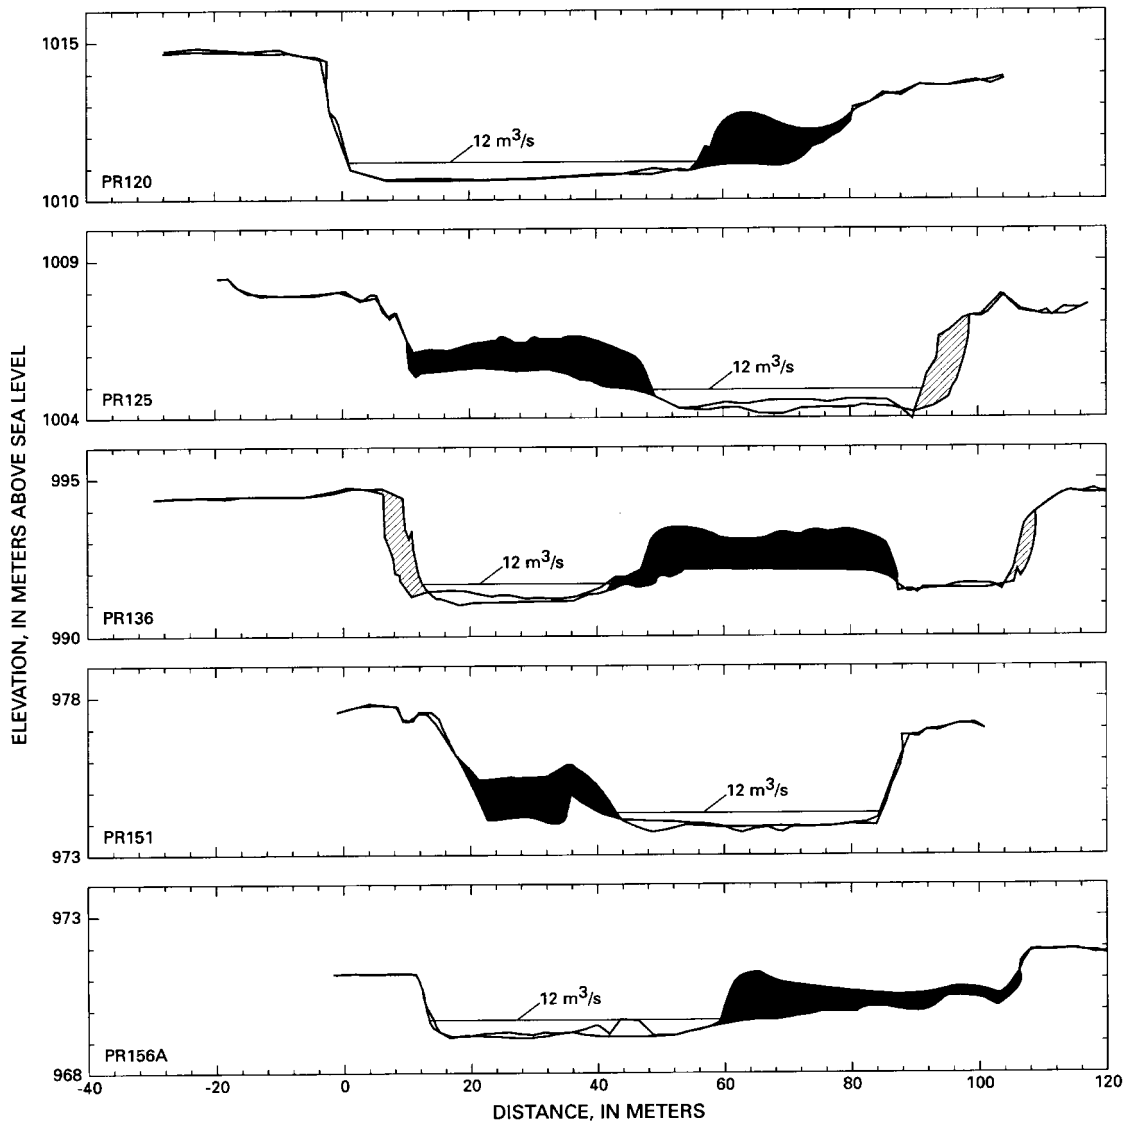 ELEVATION, IN METERS ABOVE SEA LEVEL
1015
12 m³/s
PR120
1010
1009
12 m³/s
PR125
1004
995
12 m³/s
PR136
990
978
12 m³/s
PR151
973
973
12 m³/s
PR156A
968
-40 -20 0 20 40 60 80 100 120
DISTANCE, IN METERS